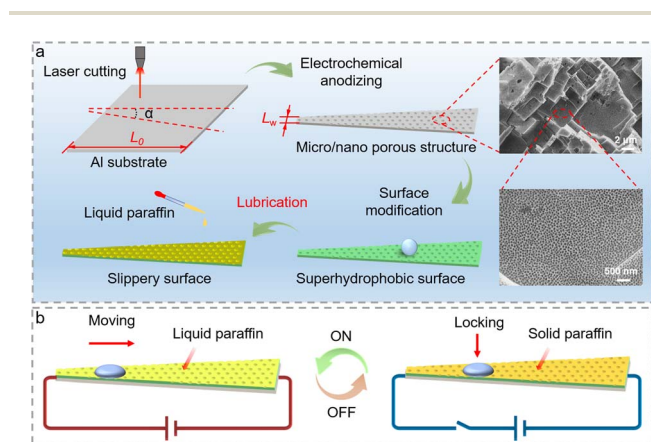 a
Laser cutting
α
L₀
Al substrate
Electrochemical
anodizing
Lw
Micro/nano porous structure
2 um
Liquid paraffin
Lubrication
Surface
modification
Slippery surface
Superhydrophobic surface
500 nm
b
Moving
Liquid paraffin
ON
OFF
Locking
Solid paraffin